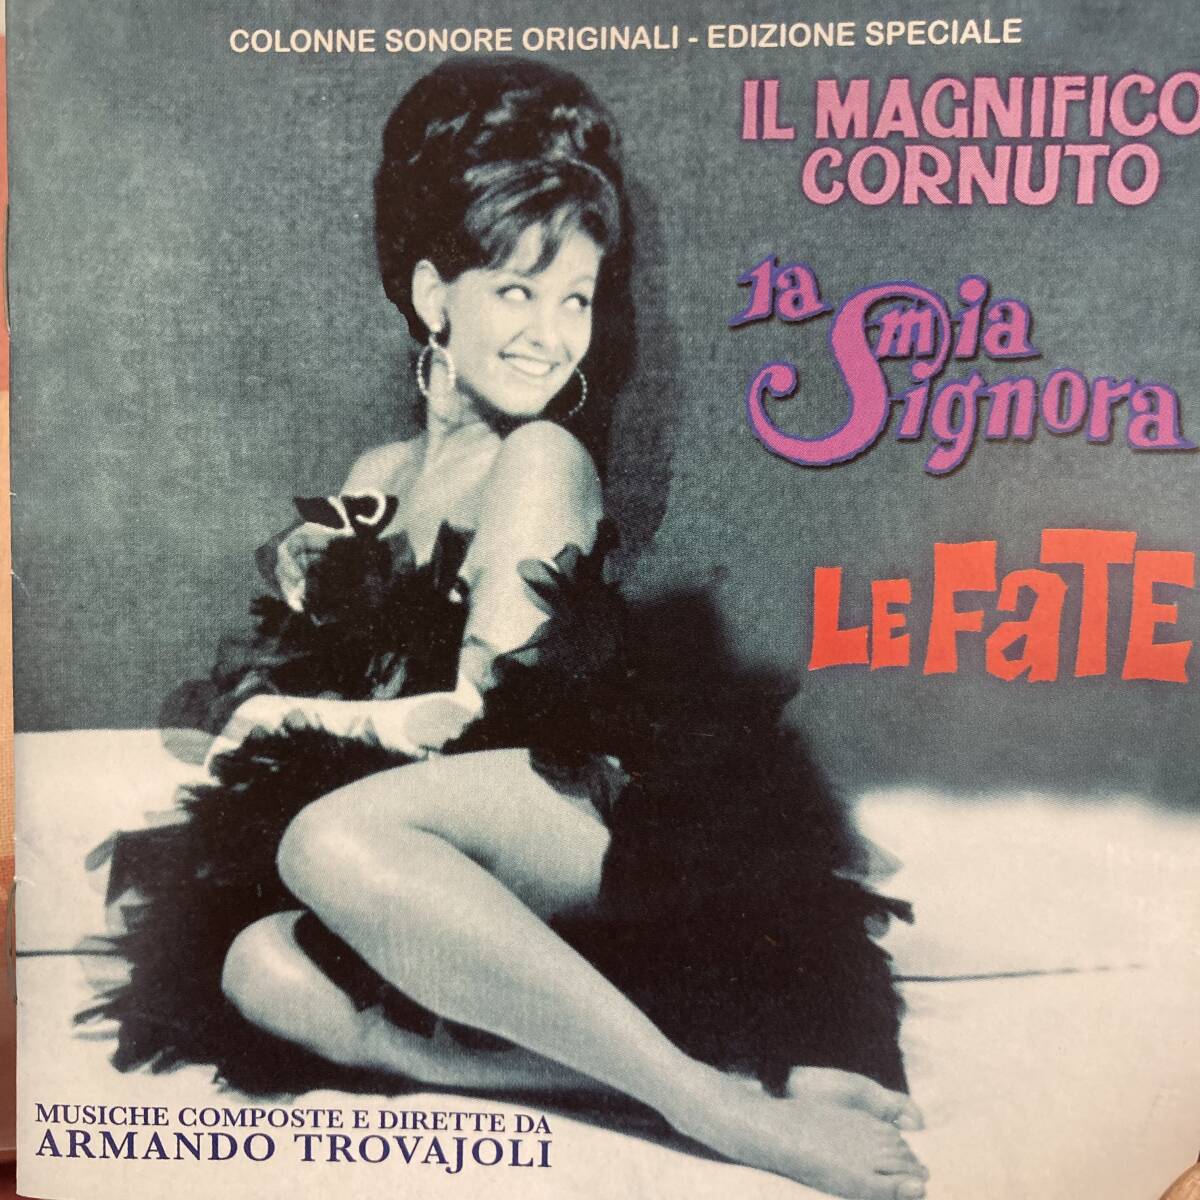 COLONNE SONORE ORIGINALI - EDIZIONE SPECIALE
IL MAGNIFICO
CORNUTO
la mia
Signora
LE FaTE
MUSICHE COMPOSTE E DIRETTE DA
ARMANDO TROVAJOLI